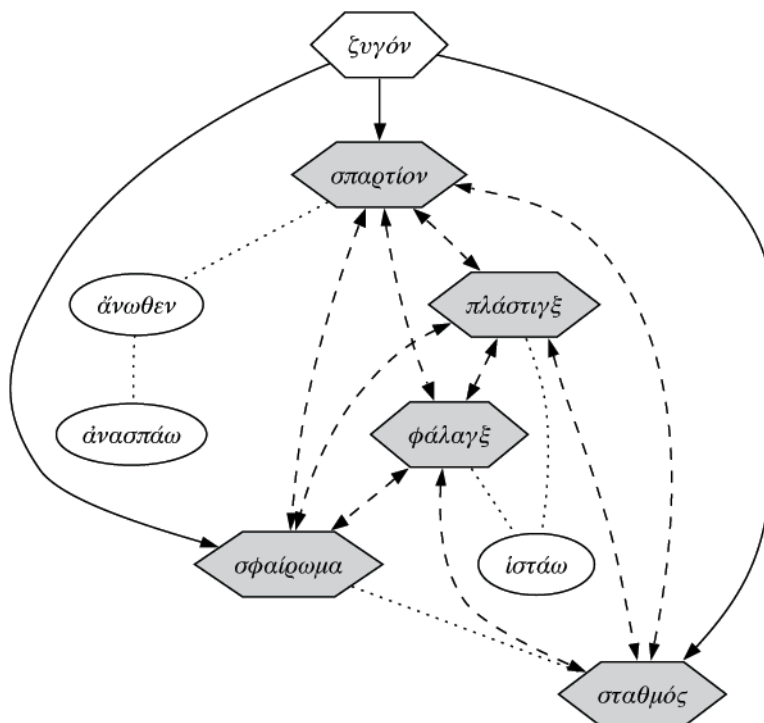 ζυγόν
σπαρτίον
ἄνωθεν
πλάστιγξ
ἀνασπάω
φάλαγξ
σφαίρωμα
ἱστάω
σταθμός